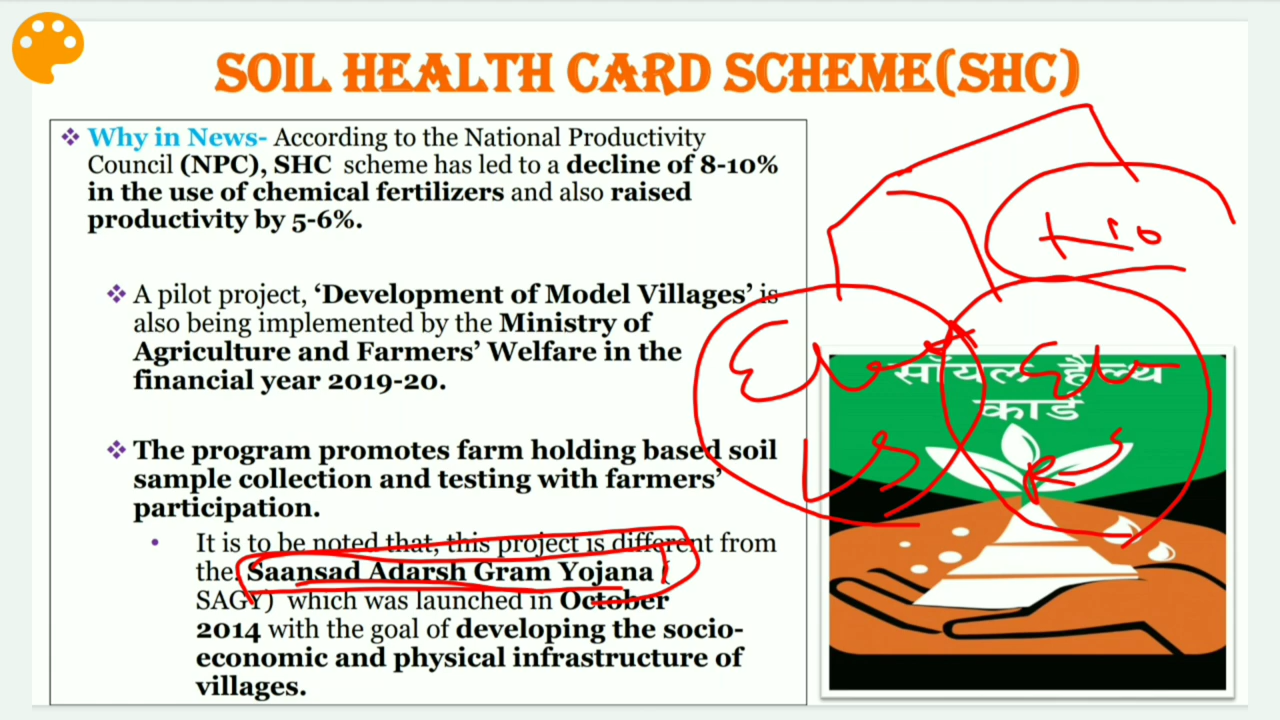 SOIL HEALTH CARD SCHEME(SHC)
❖ Why in News- According to the National Productivity
Council (NPC), SHC scheme has led to a decline of 8-10%
in the use of chemical fertilizers and also raised
productivity by 5-6%.
❖ A pilot project, ‘Development of Model Villages’ is
also being implemented by the Ministry of
Agriculture and Farmers’ Welfare in the
financial year 2019-20.
❖ The program promotes farm holding based soil
sample collection and testing with farmers’
participation.
• It is to be noted that, this project is different from
the Saansad Adarsh Gram Yojana (
SAGY) which was launched in October
2014 with the goal of developing the socio-
economic and physical infrastructure of
villages.
सॉयल हैल्थ
कार्ड
LS
RS